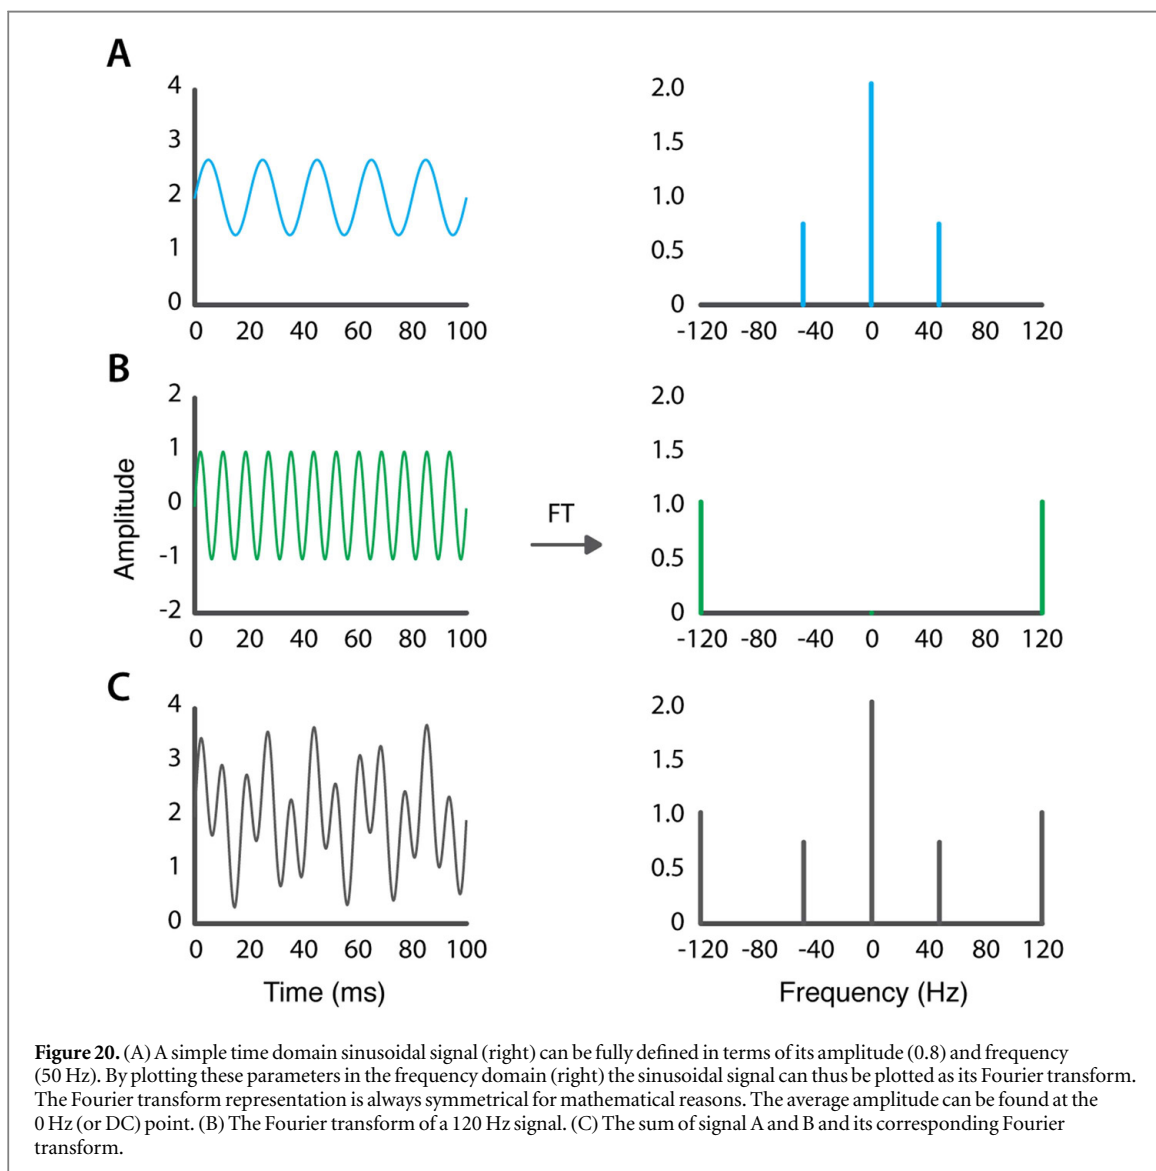 A
4
3
2
1
0
0 20 40 60 80 100
2.0
1.5
1.0
0.5
0
-120 -80 -40 0 40 80 120
B
2
1
0
-1
-2
Amplitude
0 20 40 60 80 100
FT
2.0
1.5
1.0
0.5
0
-120 -80 -40 0 40 80 120
C
4
3
2
1
0
0 20 40 60 80 100
Time (ms)
2.0
1.5
1.0
0.5
0
-120 -80 -40 0 40 80 120
Frequency (Hz)
Figure 20. (A) A simple time domain sinusoidal signal (right) can be fully defined in terms of its amplitude (0.8) and frequency
(50 Hz). By plotting these parameters in the frequency domain (right) the sinusoidal signal can thus be plotted as its Fourier transform.
The Fourier transform representation is always symmetrical for mathematical reasons. The average amplitude can be found at the
0 Hz (or DC) point. (B) The Fourier transform of a 120 Hz signal. (C) The sum of signal A and B and its corresponding Fourier
transform.